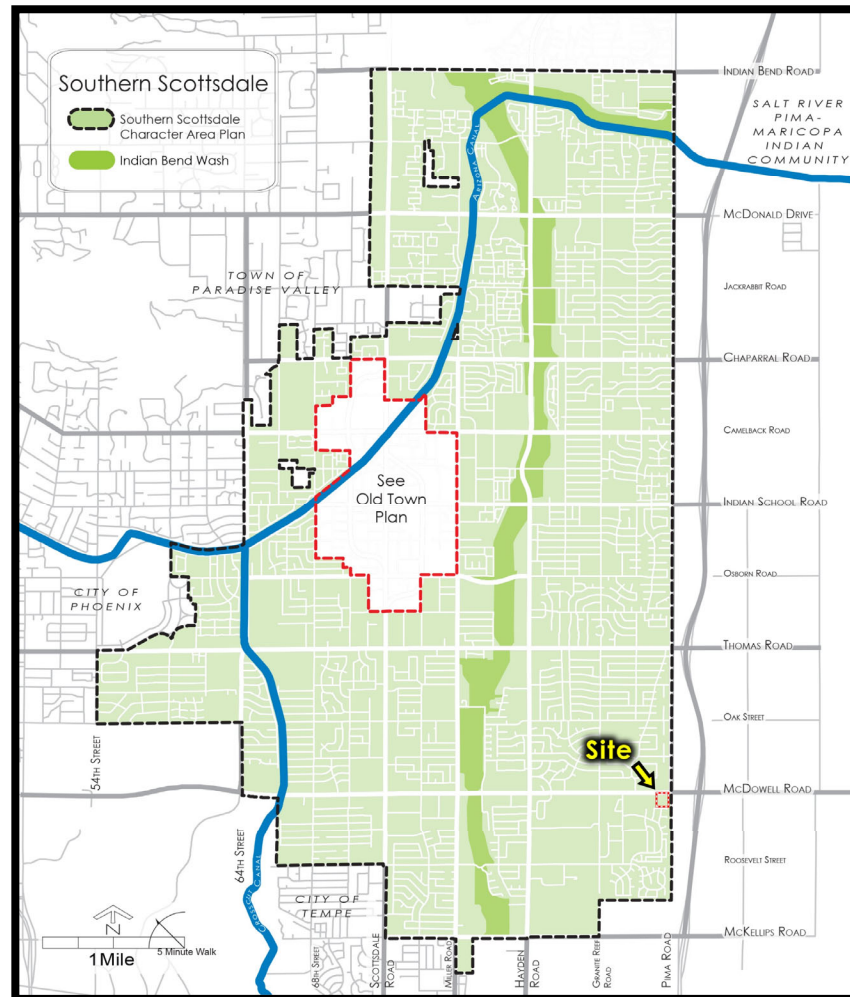 Southern Scottsdale
Southern Scottsdale
Character Area Plan
Indian Bend Wash
INDIAN BEND ROAD
SALT RIVER
PIMA-
MARICOPA
INDIAN
COMMUNITY
ARIZONA CANAL
MCDONALD DRIVE
TOWN OF
PARADISE VALLEY
JACKRABBIT ROAD
CHAPARRAL ROAD
CAMELBACK ROAD
See
Old Town
Plan
INDIAN SCHOOL ROAD
OSBORN ROAD
CITY OF
PHOENIX
THOMAS ROAD
OAK STREET
54TH STREET
Site
MCDOWELL ROAD
64TH STREET
CROSSCUT CANAL
ROOSEVELT STREET
CITY OF
TEMPE
N
1Mile
5 Minute Walk
MCKELLIPS ROAD
68TH STREET
SCOTTSDALE
ROAD
MILLER ROAD
HAYDEN
ROAD
GRANITE REEF
ROAD
PIMA ROAD